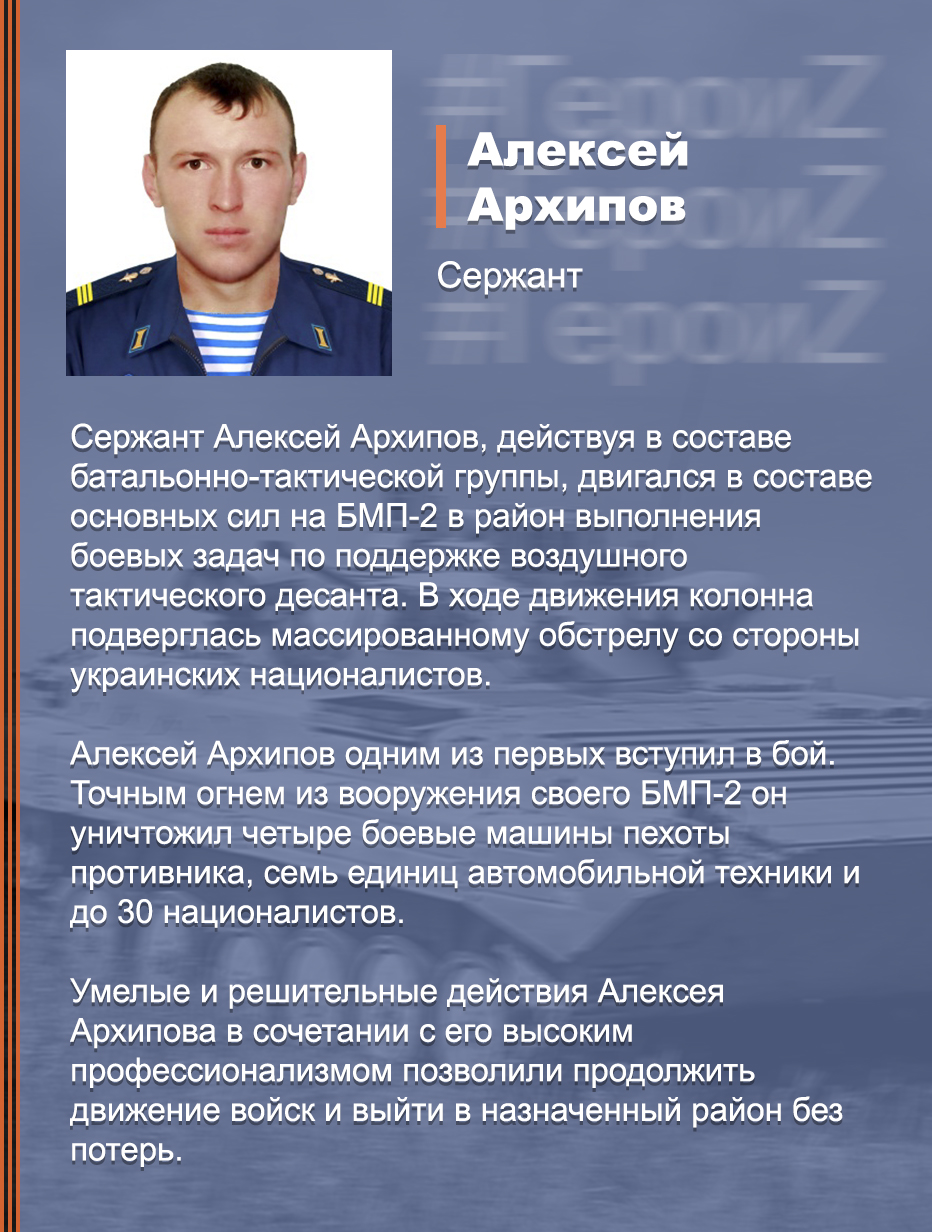 #ГероиZ
Алексей
#ГероиZ
Архипов
Сержант
#ГероиZ
Сержант Алексей Архипов, действуя в составе
батальонно-тактической группы, двигался в составе
основных сил на БМП-2 в район выполнения
боевых задач по поддержке воздушного
тактического десанта. В ходе движения колонна
подверглась массированному обстрелу со стороны
украинских националистов.
Алексей Архипов одним из первых вступил в бой.
Точным огнем из вооружения своего БМП-2 он
уничтожил четыре боевые машины пехоты
противника, семь единиц автомобильной техники и
до 30 националистов.
Умелые и решительные действия Алексея
Архипова в сочетании с его высоким
профессионализмом позволили продолжить
движение войск и выйти в назначенный район без
потерь.